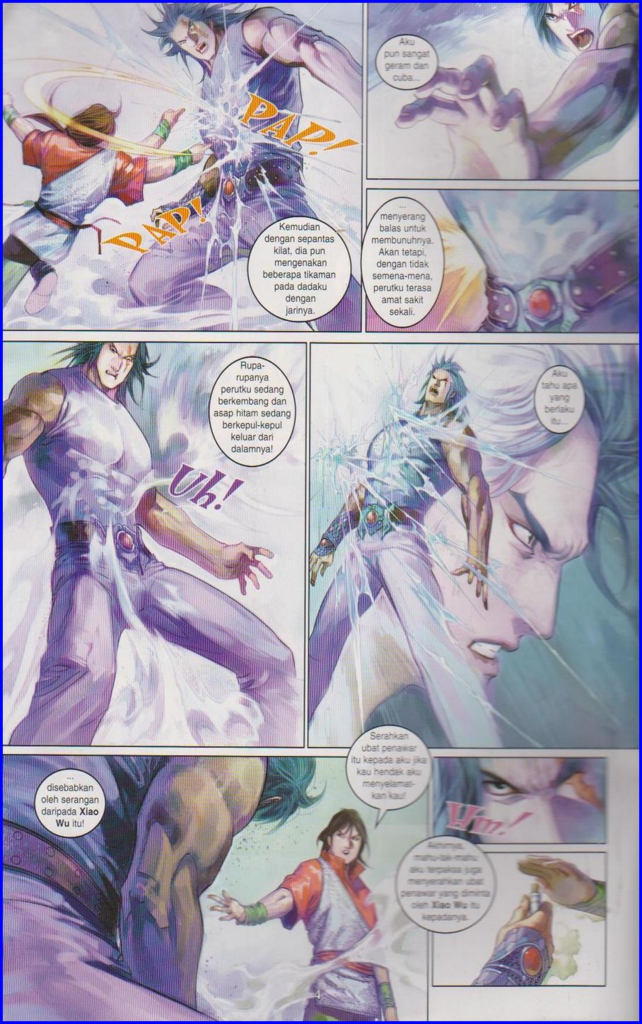 PAP!
PAP!
Kemudian
dengan sepantas
kilat, dia pun
mengenakan
beberapa tikaman
pada dadaku
dengan
jarinya.
Aku
pun sangat
geram dan
cuba...
...
menyerang
balas untuk
membunuhnya.
Akan tetapi,
dengan tidak
semena-mena,
perutku terasa
amat sakit
sekali.
Rupa-
rupanya
perutku sedang
berkembang dan
asap hitam sedang
berkepul-kepul
keluar dari
dalamnya!
Uh!
Aku
tahu apa
yang
berlaku
itu...
...
disebabkan
oleh serangan
daripada Xiao
Wu itu!
Serahkan
ubat penawar
itu kepada aku jika
kau hendak aku
menyelamat-
kan kau!
Um!
Akhirnya,
mahu-tak-mahu
aku terpaksa juga
menyerahkan ubat
penawar yang diminta
oleh Xiao Wu itu
kepadanya.
4